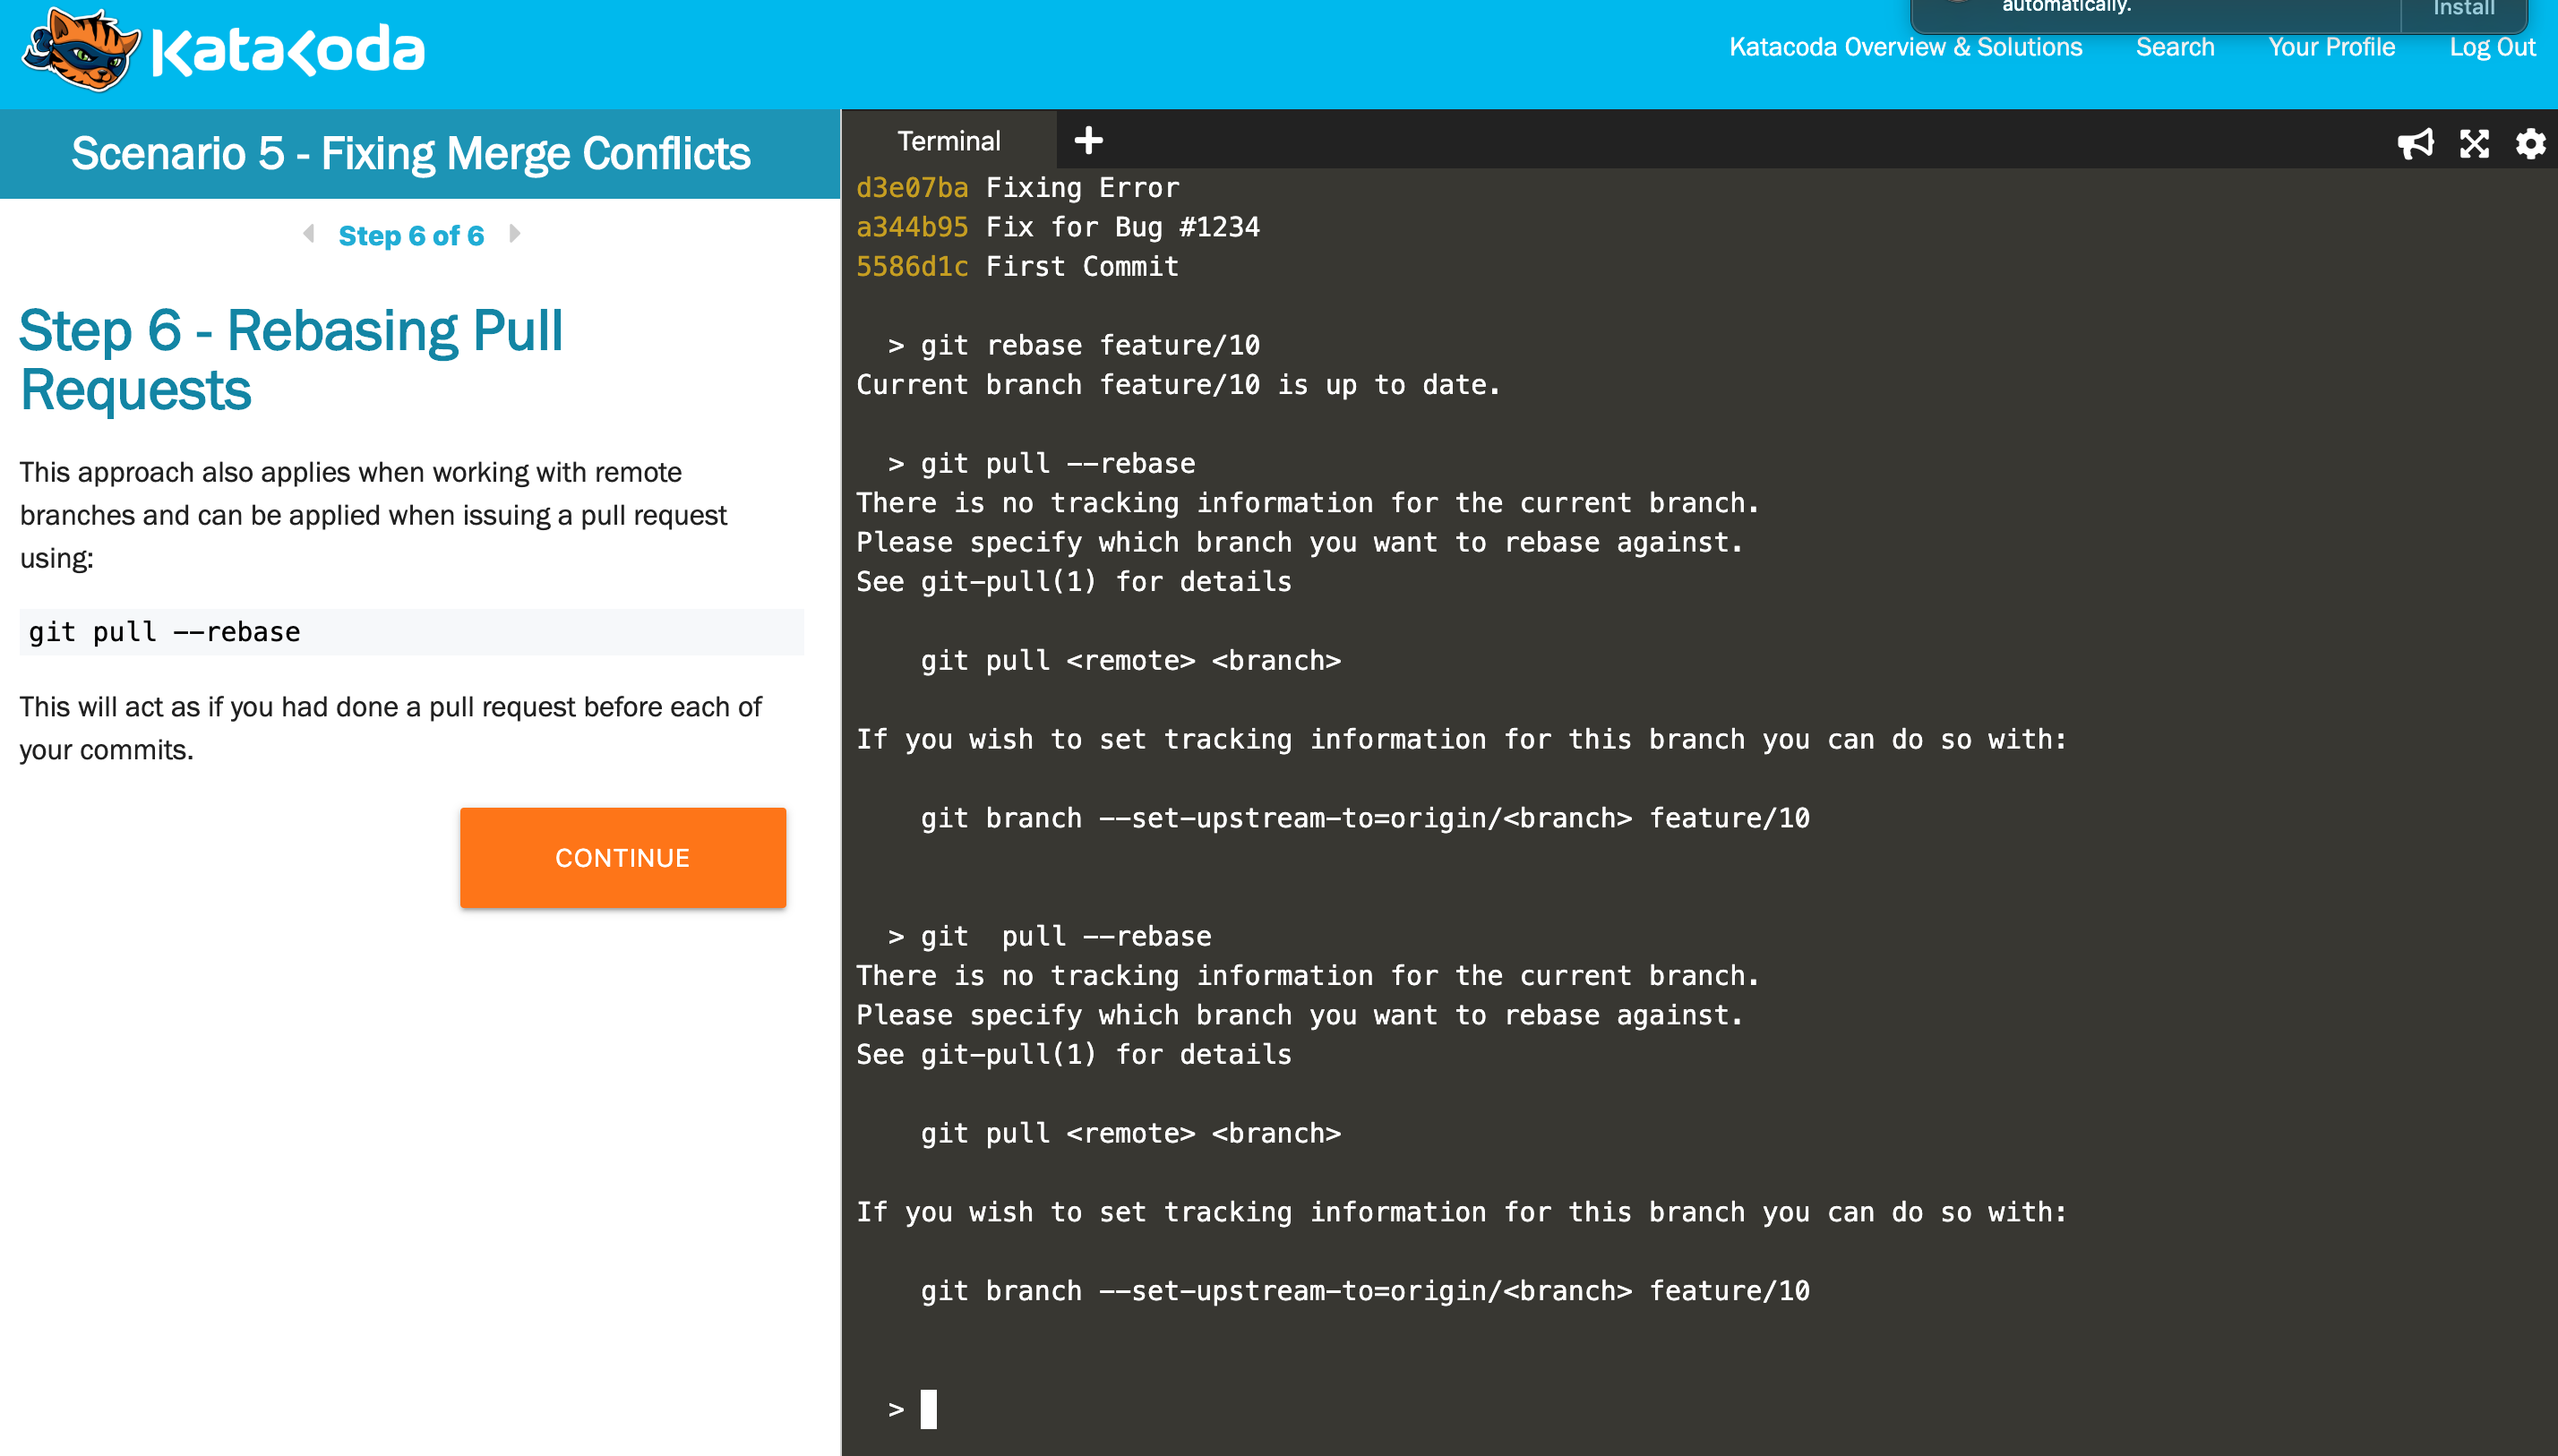 automatically.
Install
Katacoda
Katacoda Overview & Solutions
Search
Your Profile
Log Out
Scenario 5 - Fixing Merge Conflicts
Step 6 of 6
Step 6 - Rebasing Pull
Requests
This approach also applies when working with remote
branches and can be applied when issuing a pull request
using:
git pull --rebase
This will act as if you had done a pull request before each of
your commits.
CONTINUE
Terminal
d3e07ba Fixing Error
a344b95 Fix for Bug #1234
5586d1c First Commit
> git rebase feature/10
Current branch feature/10 is up to date.
> git pull --rebase
There is no tracking information for the current branch.
Please specify which branch you want to rebase against.
See git-pull(1) for details
git pull <remote> <branch>
If you wish to set tracking information for this branch you can do so with:
git branch --set-upstream-to=origin/<branch> feature/10
> git  pull --rebase
There is no tracking information for the current branch.
Please specify which branch you want to rebase against.
See git-pull(1) for details
git pull <remote> <branch>
If you wish to set tracking information for this branch you can do so with:
git branch --set-upstream-to=origin/<branch> feature/10
>